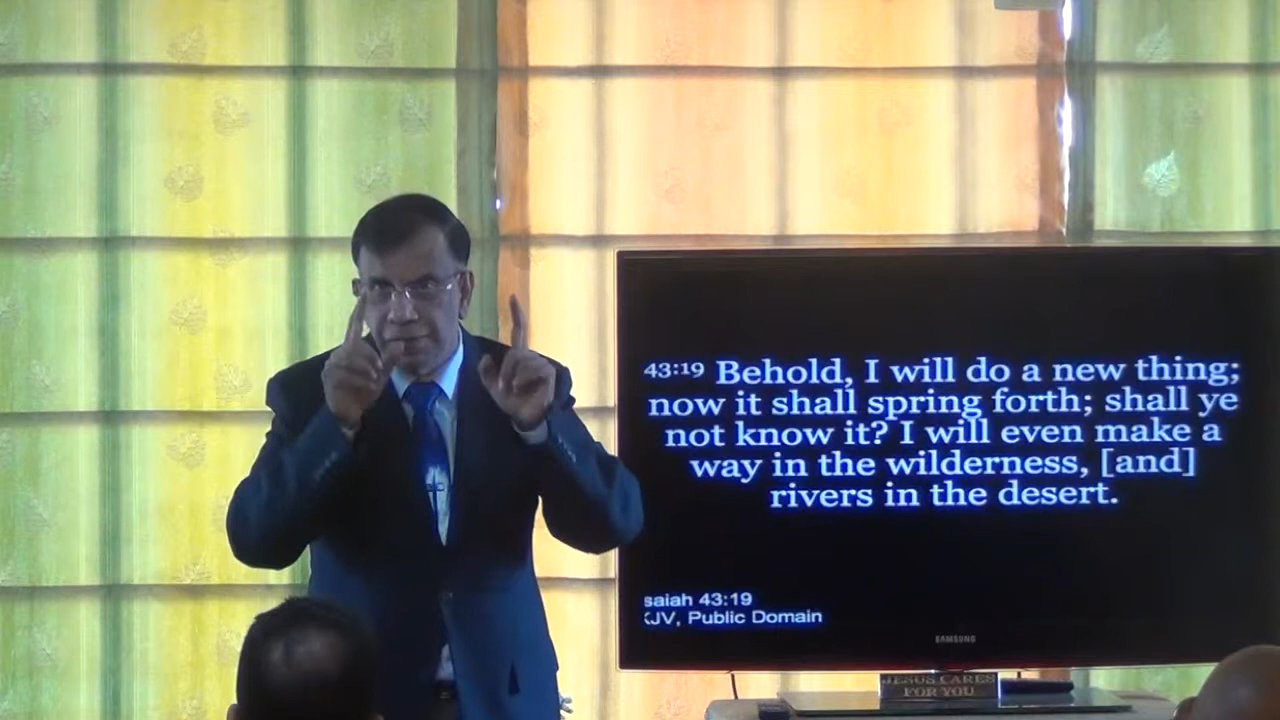 43:19 Behold, I will do a new thing;
now it shall spring forth; shall ye
not know it? I will even make a
way in the wilderness, [and]
rivers in the desert.
saiah 43:19
KJV, Public Domain
SAMSUNG
JESUS CARES
FOR YOU